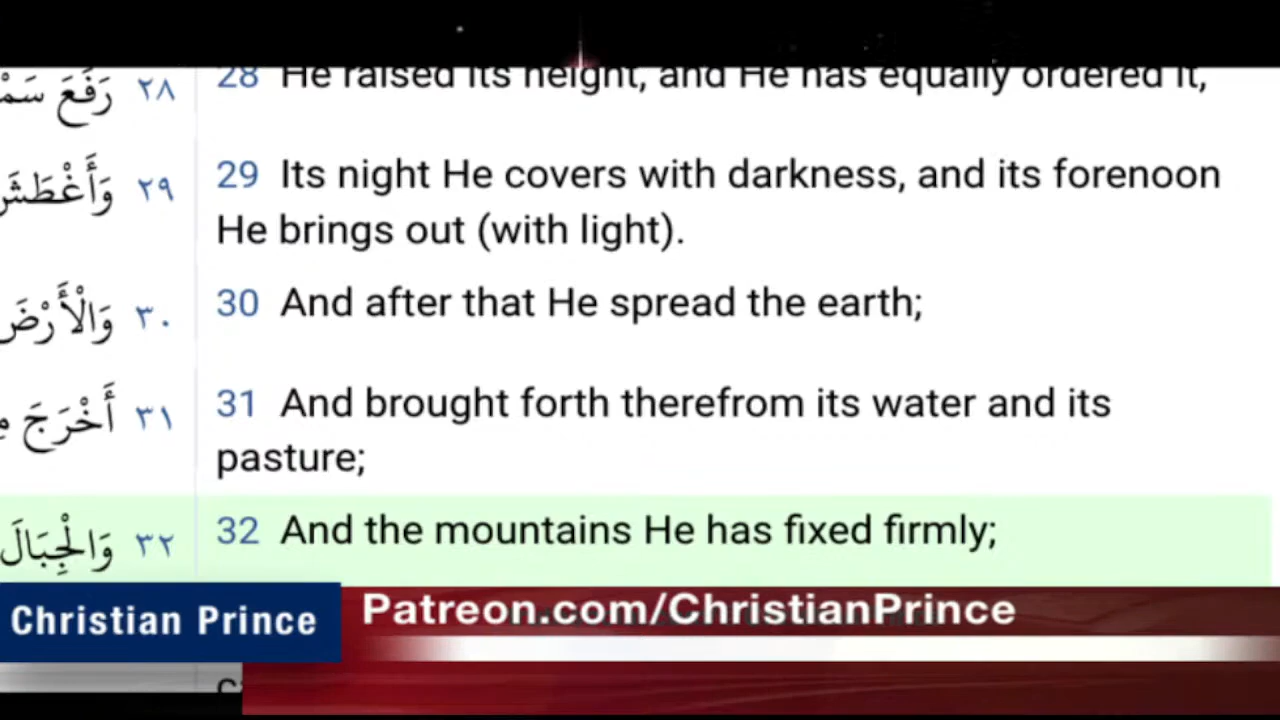 ٢٨ رَفَعَ
28 He raised its height, and He has equally ordered it,
٢٩
29 Its night He covers with darkness, and its forenoon
He brings out (with light).
٣٠ وَالْأَرْضَ
30 And after that He spread the earth;
٣١ أَخْرَجَ
31 And brought forth therefrom its water and its
pasture;
٣٢ وَالْجِبَالَ
32 And the mountains He has fixed firmly;
Christian Prince
Patreon.com/ChristianPrince